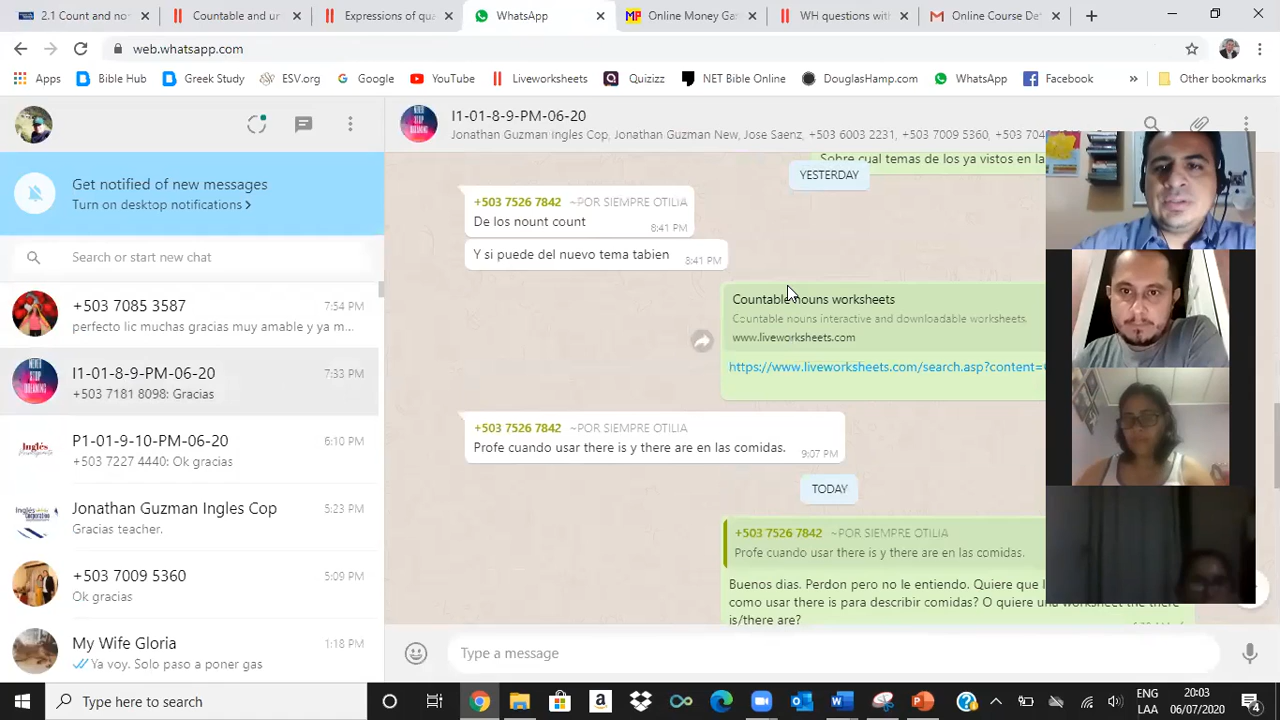 2.1 Count and no
Countable and ur
Expressions of qua
WhatsApp
Online Money Ga
WH questions wit
Online Course De
web.whatsapp.com
Apps
Bible Hub
Greek Study
ESV.org
Google
YouTube
Liveworksheets
Quizizz
NET Bible Online
DouglasHamp.com
WhatsApp
Facebook
»
Other bookmarks
Get notified of new messages
Turn on desktop notifications >
Search or start new chat
+503 7085 3587
7:54 PM
perfecto lic muchas gracias muy amable y ya m...
I1-01-8-9-PM-06-20
7:33 PM
+503 7181 8098: Gracias
P1-01-9-10-PM-06-20
6:10 PM
+503 7227 4440: Ok gracias
Jonathan Guzman Ingles Cop
5:23 PM
Gracias teacher.
+503 7009 5360
5:09 PM
Ok gracias
My Wife Gloria
1:18 PM
Ya voy. Solo paso a poner gas
I1-01-8-9-PM-06-20
Jonathan Guzman Ingles Cop, Jonathan Guzman New, Jose Saenz, +503 6003 2231, +503 7009 5360,
Sobre cual temas de los ya vistos en la
YESTERDAY
+503 7526 7842 ~POR SIEMPRE OTILIA
De los nount count
8:41 PM
Y si puede del nuevo tema tabien
8:41 PM
Countable nouns worksheets
Countable nouns interactive and downloadable worksheets.
www.liveworksheets.com
https://www.liveworksheets.com/search.asp?content=
+503 7526 7842 ~POR SIEMPRE OTILIA
Profe cuando usar there is y there are en las comidas.
9:07 PM
TODAY
+503 7526 7842 ~POR SIEMPRE OTILIA
Profe cuando usar there is y there are en las comidas.
Buenos dias. Perdon pero no le entiendo. Quiere que
como usar there is para describir comidas? O quiere
is/there are?
Type a message
Type here to search
ENG
LAA
20:03
06/07/2020